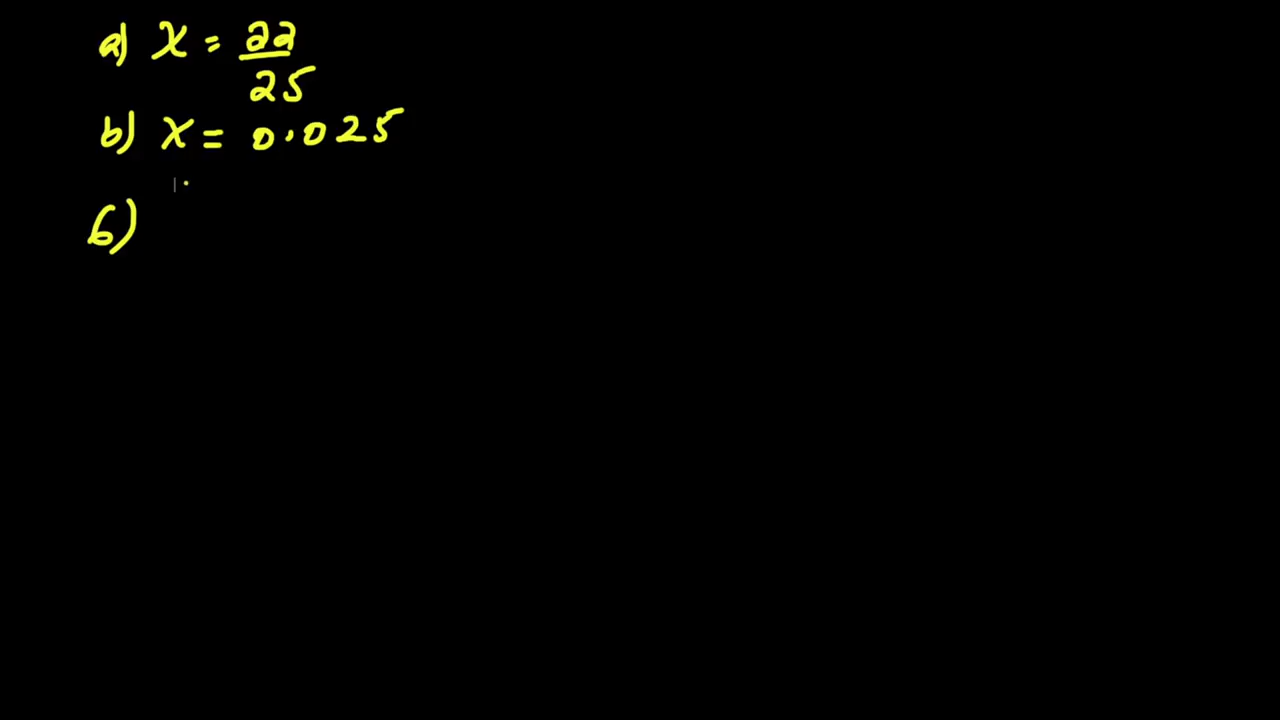 a) x = 22/25
b) x = 0.025
6)